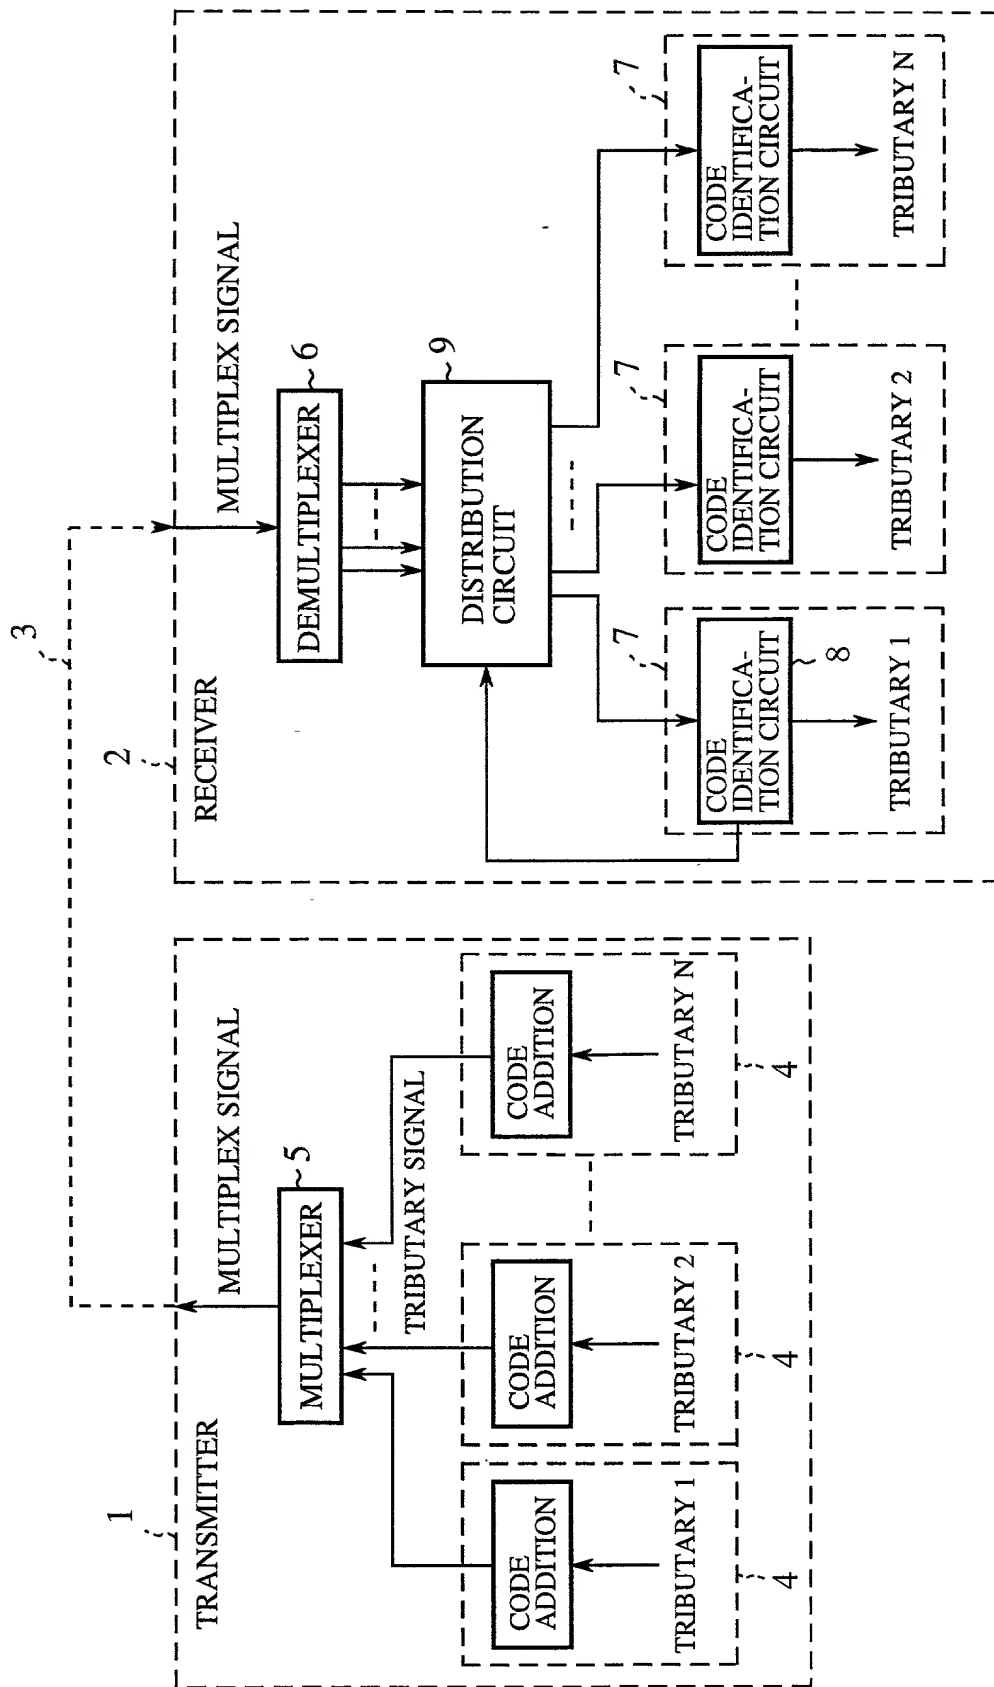 3
1
TRANSMITTER
MULTIPLEX SIGNAL
MULTIPLEXER
5
TRIBUTARY SIGNAL
CODE
ADDITION
TRIBUTARY 1
4
CODE
ADDITION
TRIBUTARY 2
4
CODE
ADDITION
TRIBUTARY N
4
2
RECEIVER
MULTIPLEX SIGNAL
DEMULTIPLEXER
6
DISTRIBUTION
CIRCUIT
9
7
CODE
IDENTIFICA-
TION CIRCUIT
8
TRIBUTARY 1
7
CODE
IDENTIFICA-
TION CIRCUIT
TRIBUTARY 2
7
CODE
IDENTIFICA-
TION CIRCUIT
TRIBUTARY N